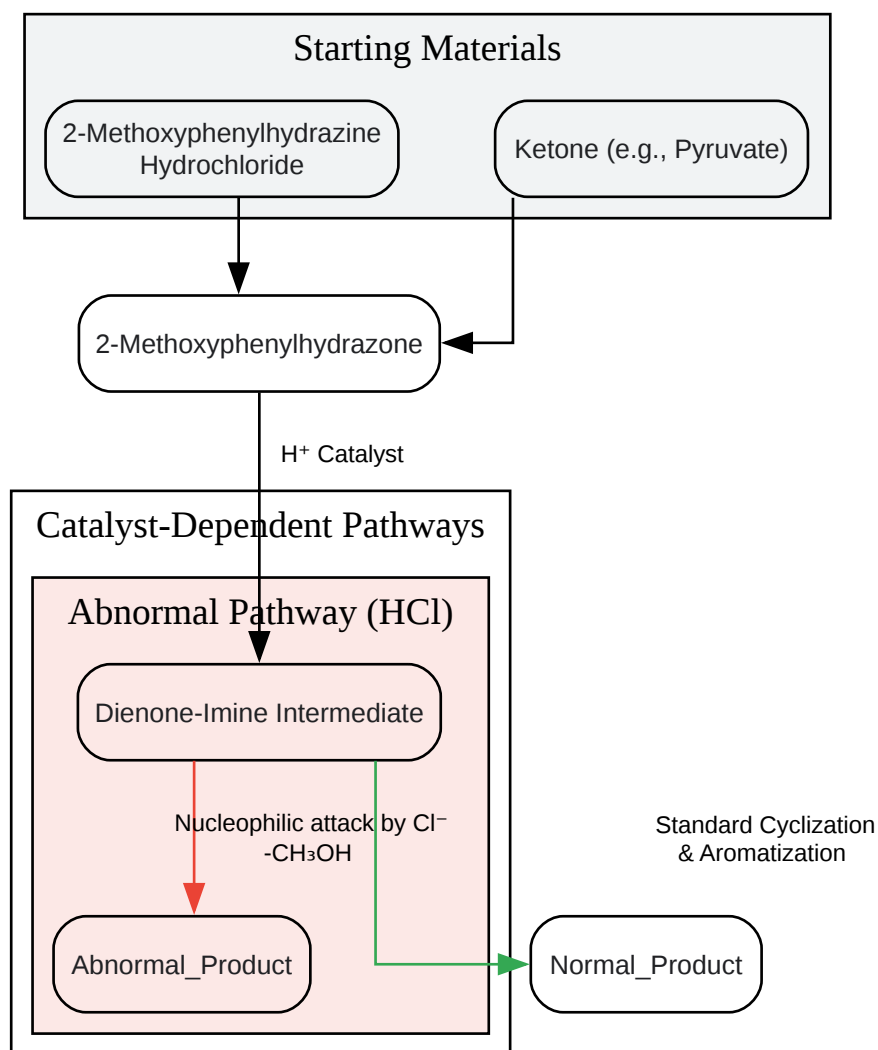 Starting Materials
2-Methoxyphenylhydrazine
Hydrochloride
Ketone (e.g., Pyruvate)
2-Methoxyphenylhydrazone
H⁺ Catalyst
Catalyst-Dependent Pathways
Abnormal Pathway (HCl)
Dienone-Imine Intermediate
Nucleophilic attack by Cl⁻
-CH₃OH
Standard Cyclization
& Aromatization
Abnormal_Product
Normal_Product